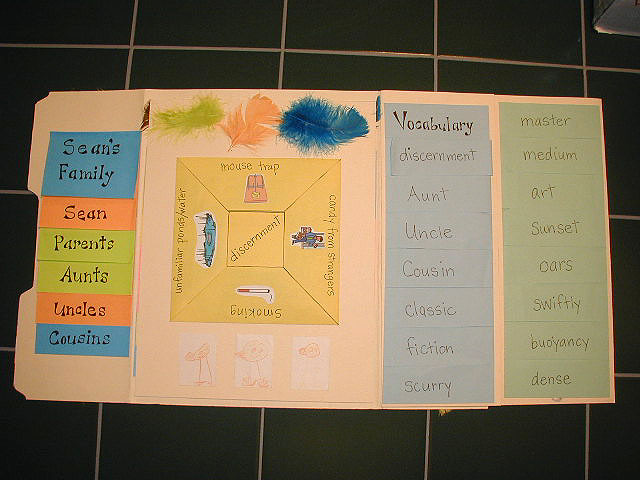 Sean's
Family
Sean
Parents
Aunts
Uncles
Cousins
mouse trap
unfamiliar ponds/water
discernment
candy from strangers
Smoking
Vocabulary
discernment
Aunt
Uncle
Cousin
classic
fiction
scurry
master
medium
art
Sunset
oars
swiftly
buoyancy
dense